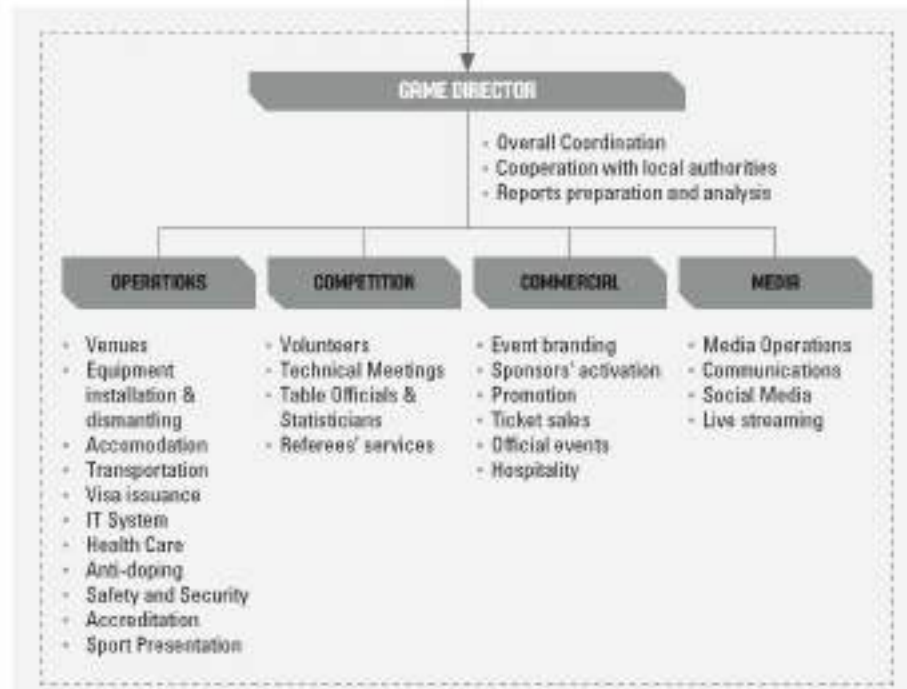 GAME DIRECTOR
• Overall Coordination
• Cooperation with local authorities
• Reports preparation and analysis
OPERATIONS
• Venues
• Equipment
installation &
dismantling
• Accomodation
• Transportation
• Visa issuance
• IT System
• Health Care
• Anti-doping
• Safety and Security
• Accreditation
• Sport Presentation
COMPETITION
• Volunteers
• Technical Meetings
• Table Officials &
Statisticians
• Referees' services
COMMERCIAL
• Event branding
• Sponsors' activation
• Promotion
• Ticket sales
• Official events
• Hospitality
MEDIA
• Media Operations
• Communications
• Social Media
• Live streaming